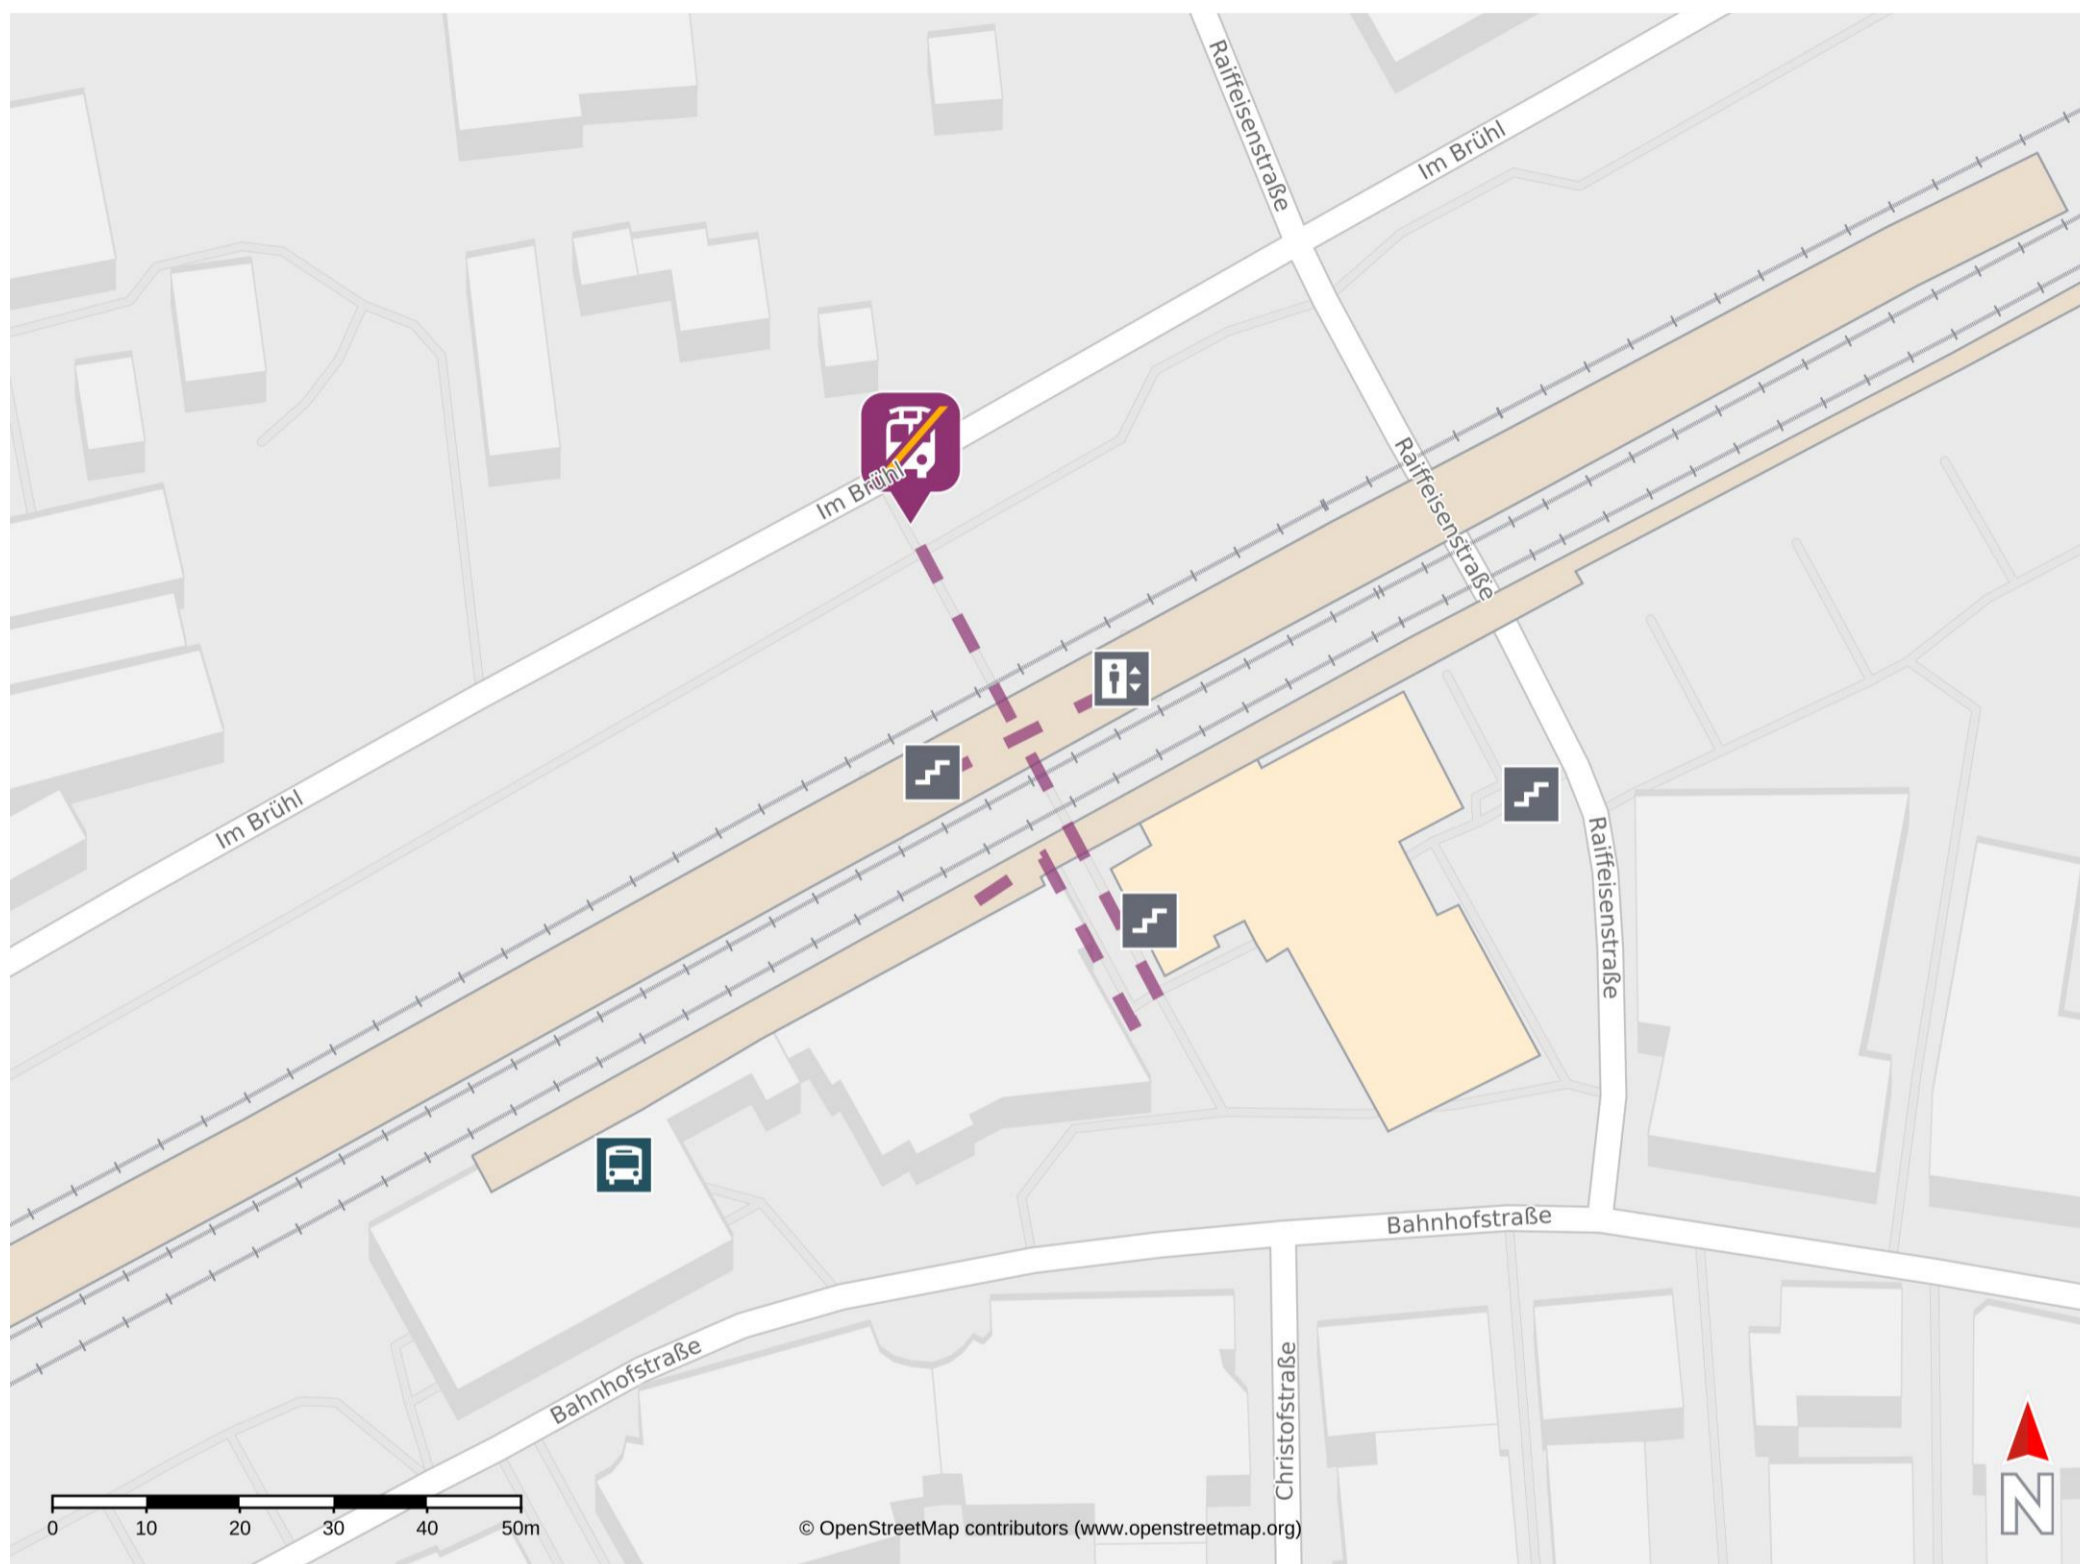 Raiffeisenstraße
Im Brühl
Im Brühl
Raiffeisenstraße
Im Brühl
Raiffeisenstraße
Bahnhofstraße
Bahnhofstraße
Christofstraße
0 10 20 30 40 50m
© OpenStreetMap contributors (www.openstreetmap.org)
N